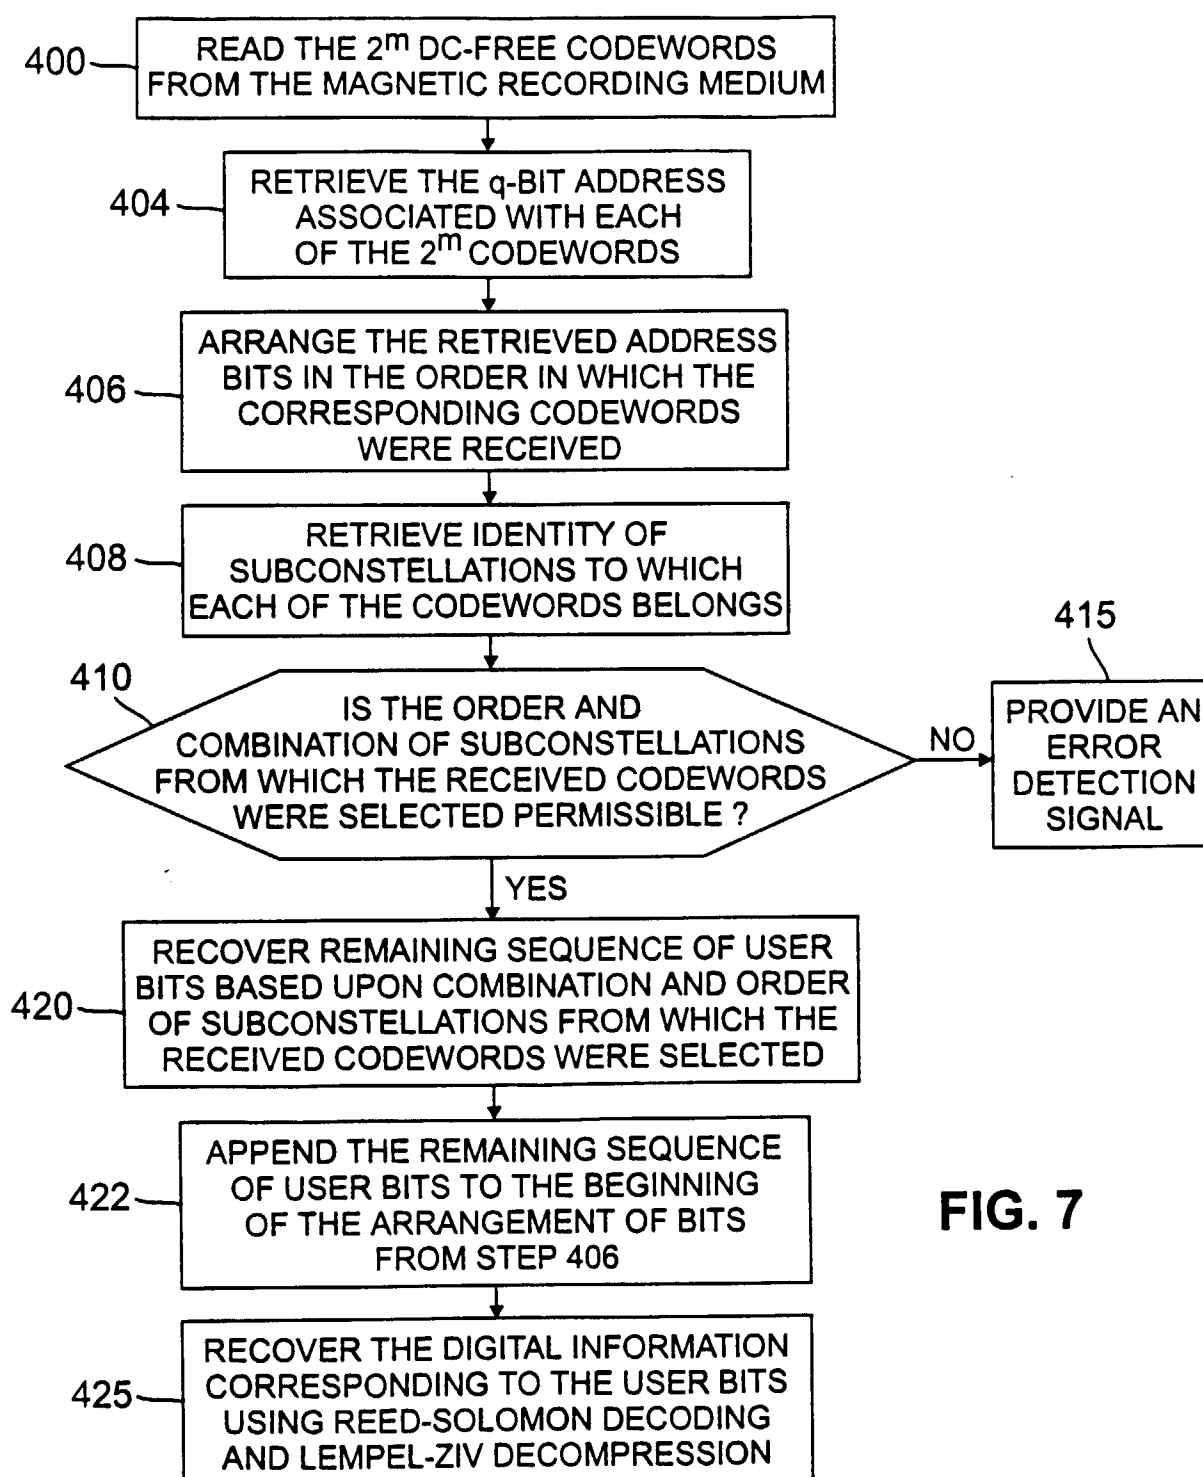 400
READ THE 2^m DC-FREE CODEWORDS
FROM THE MAGNETIC RECORDING MEDIUM
404
RETRIEVE THE q-BIT ADDRESS
ASSOCIATED WITH EACH
OF THE 2^m CODEWORDS
406
ARRANGE THE RETRIEVED ADDRESS
BITS IN THE ORDER IN WHICH THE
CORRESPONDING CODEWORDS
WERE RECEIVED
408
RETRIEVE IDENTITY OF
SUBCONSTELLATIONS TO WHICH
EACH OF THE CODEWORDS BELONGS
410
IS THE ORDER AND
COMBINATION OF SUBCONSTELLATIONS
FROM WHICH THE RECEIVED CODEWORDS
WERE SELECTED PERMISSIBLE ?
NO
415
PROVIDE AN
ERROR
DETECTION
SIGNAL
YES
420
RECOVER REMAINING SEQUENCE OF USER
BITS BASED UPON COMBINATION AND ORDER
OF SUBCONSTELLATIONS FROM WHICH THE
RECEIVED CODEWORDS WERE SELECTED
422
APPEND THE REMAINING SEQUENCE
OF USER BITS TO THE BEGINNING
OF THE ARRANGEMENT OF BITS
FROM STEP 406
FIG. 7
425
RECOVER THE DIGITAL INFORMATION
CORRESPONDING TO THE USER BITS
USING REED-SOLOMON DECODING
AND LEMPEL-ZIV DECOMPRESSION